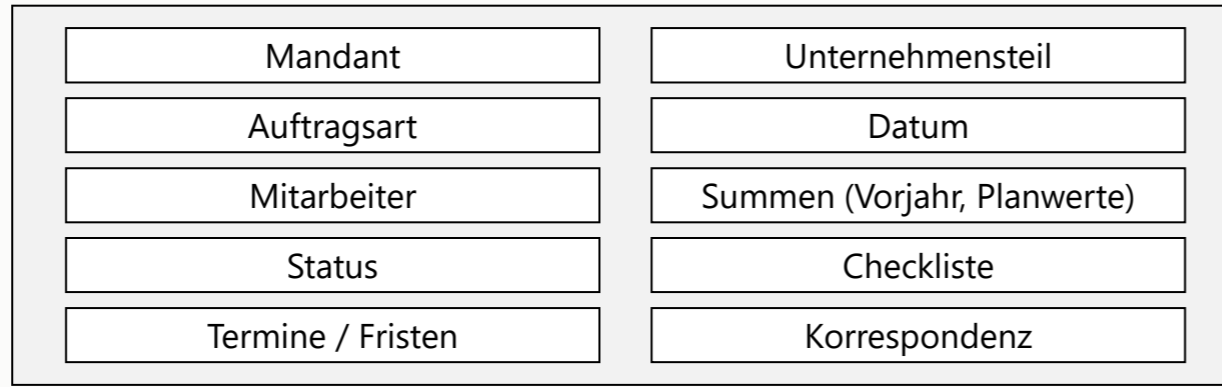 Mandant
Unternehmensteil
Auftragsart
Datum
Mitarbeiter
Summen (Vorjahr, Planwerte)
Status
Checkliste
Termine / Fristen
Korrespondenz